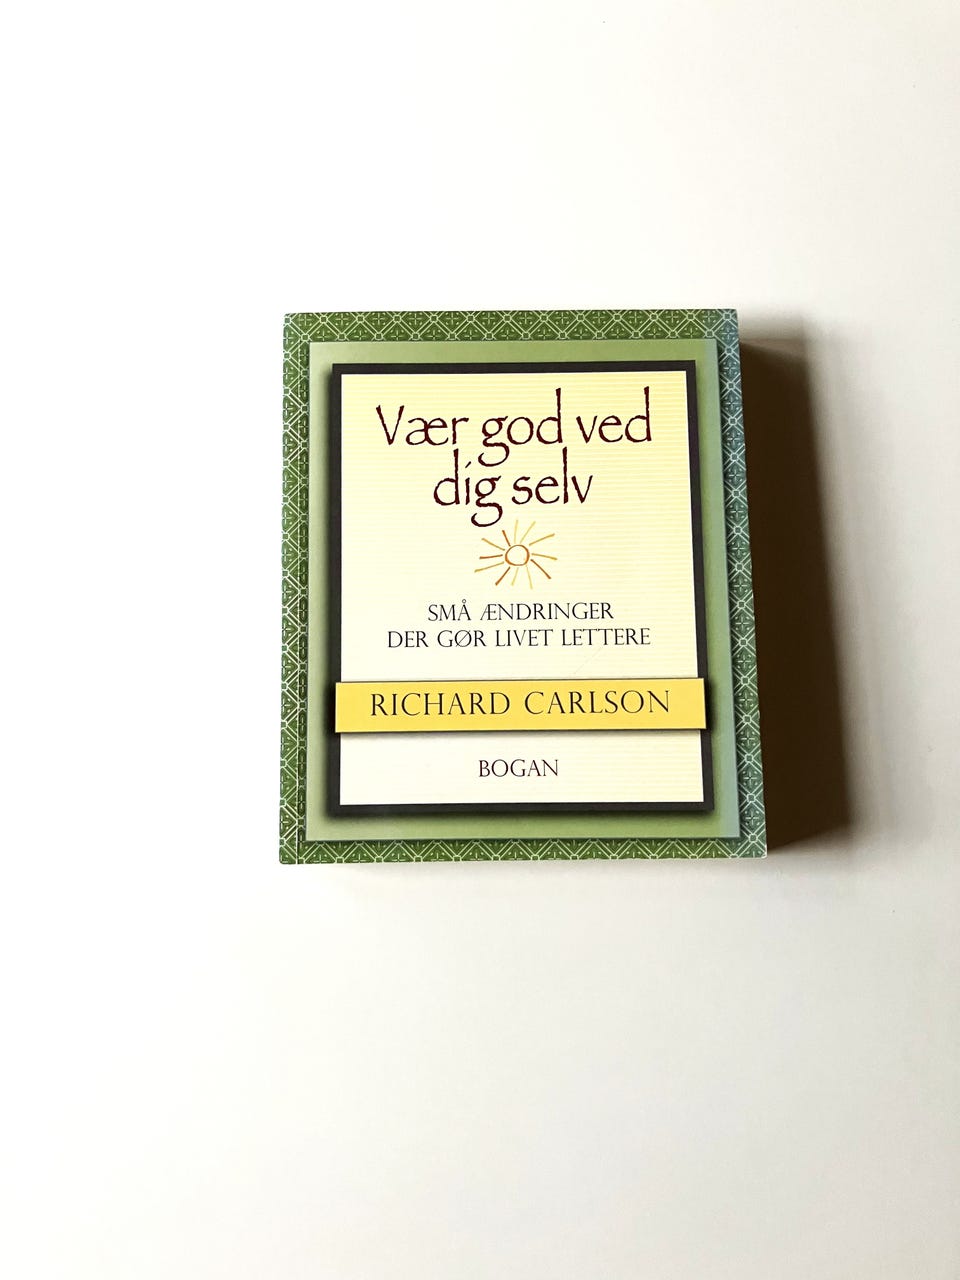 Vær god ved
dig selv
SMÅ ÆNDRINGER
DER GØR LIVET LETTERE
RICHARD CARLSON
BOGAN